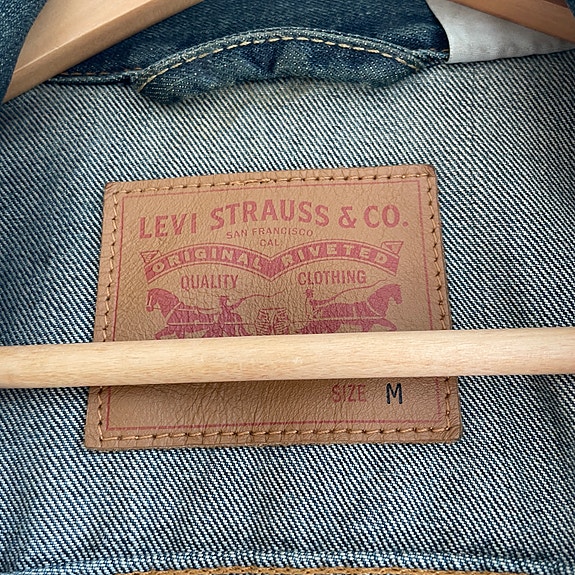 LEVI STRAUSS & CO.
SAN FRANCISCO
CAL
ORIGINAL RIVETED
QUALITY CLOTHING
SIZE M